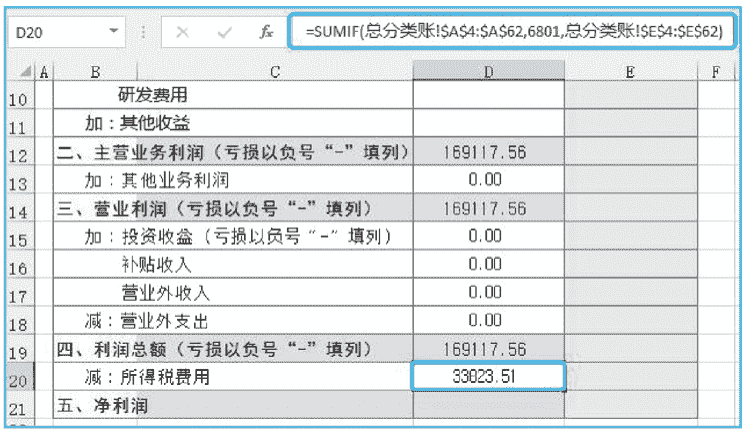 D20 fx =SUMIF(总分类账!$A$4:$A$62,6801,总分类账!$E$4:$E$62)
A B C D E F
10 研发费用
11 加：其他收益
12 二、主营业务利润（亏损以负号“-”填列） 169117.56
13 加：其他业务利润 0.00
14 三、营业利润（亏损以负号“-”填列） 169117.56
15 加：投资收益（亏损以负号“-”填列） 0.00
16 补贴收入 0.00
17 营业外收入 0.00
18 减：营业外支出 0.00
19 四、利润总额（亏损以负号“-”填列） 169117.56
20 减：所得税费用 33823.51
21 五、净利润